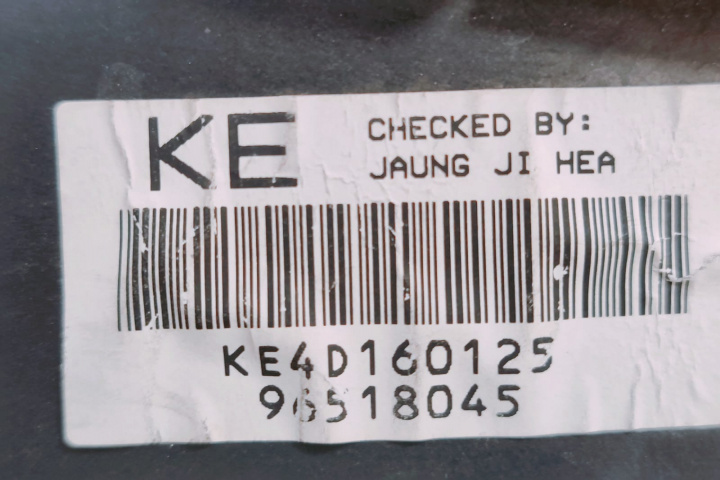 KE
CHECKED BY:
JAUNG JI HEA
KE4D160125
96518045